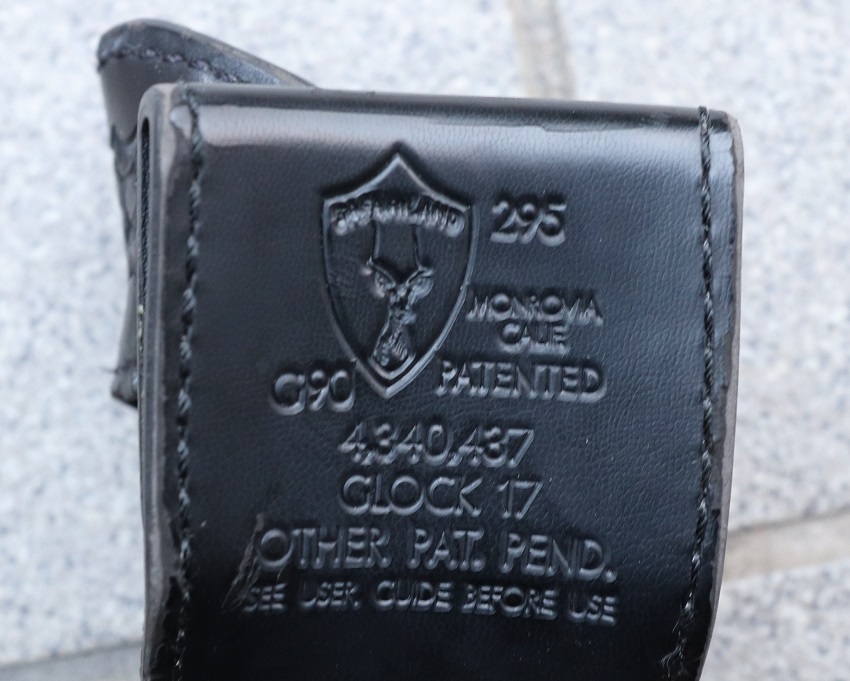 SAFARILAND
295
MONROVIA
CALIF.
G90
PATENTED
4,340,437
GLOCK 17
OTHER PAT. PEND.
SEE USER GUIDE BEFORE USE